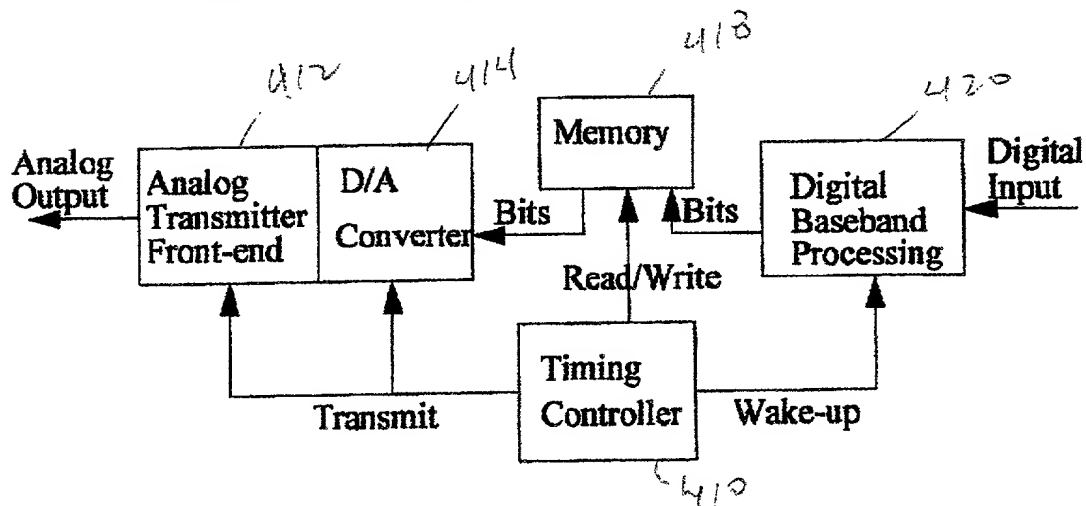 412
414
418
420
Analog
Output
Analog
Transmitter
Front-end
D/A
Converter
Bits
Memory
Bits
Digital
Baseband
Processing
Digital
Input
Read/Write
Timing
Controller
Transmit
Wake-up
410